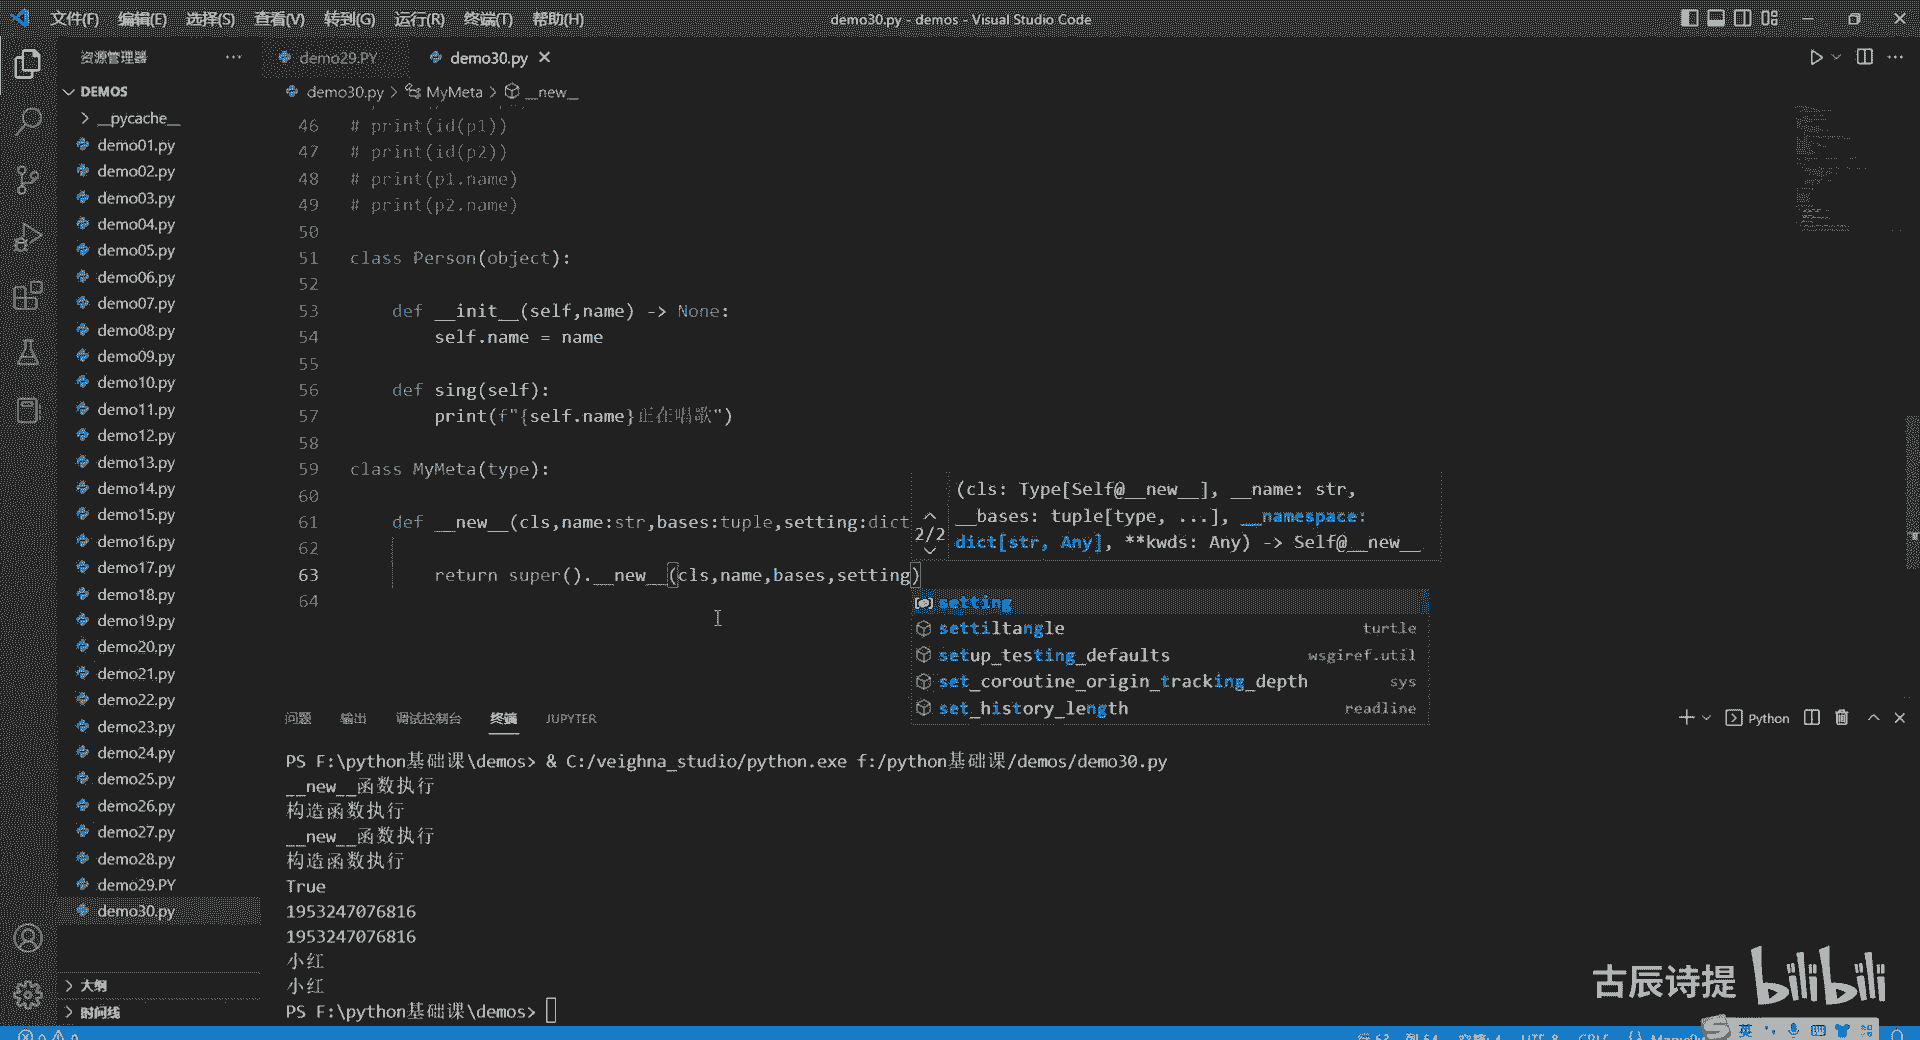 文件(F) 编辑(E) 选择(S) 查看(V) 转到(G) 运行(R) 终端(T) 帮助(H)
demo30.py - demos - Visual Studio Code
资源管理器
demo29.PY
demo30.py
DEMOS
demo30.py > MyMeta > __new__
__pycache__
demo01.py
demo02.py
demo03.py
demo04.py
demo05.py
demo06.py
demo07.py
demo08.py
demo09.py
demo10.py
demo11.py
demo12.py
demo13.py
demo14.py
demo15.py
demo16.py
demo17.py
demo18.py
demo19.py
demo20.py
demo21.py
demo22.py
demo23.py
demo24.py
demo25.py
demo26.py
demo27.py
demo28.py
demo29.PY
demo30.py
大纲
时间线
46 # print(id(p1))
47 # print(id(p2))
48 # print(p1.name)
49 # print(p2.name)
50
51 class Person(object):
52
53 def __init__(self,name) -> None:
54 self.name = name
55
56 def sing(self):
57 print(f"{self.name}正在唱歌")
58
59 class MyMeta(type):
60
61 def __new__(cls,name:str,bases:tuple,setting:dict
62
63 return super().__new__(cls,name,bases,setting)
64
2/2
(cls: Type[Self@__new__], __name: str,
__bases: tuple[type, ...], __namespace:
dict[str, Any], **kwds: Any) -> Self@__new__
setting
settiltangle turtle
setup_testing_defaults wsgiref.util
set_coroutine_origin_tracking_depth sys
set_history_length readline
问题 输出 调试控制台 终端 JUPYTER
Python
PS F:\python基础课\demos> & C:/veighna_studio/python.exe f:/python基础课/demos/demo30.py
__new__函数执行
构造函数执行
__new__函数执行
构造函数执行
True
1953247076816
1953247076816
小红
小红
PS F:\python基础课\demos>
古辰诗提 bilibili
英